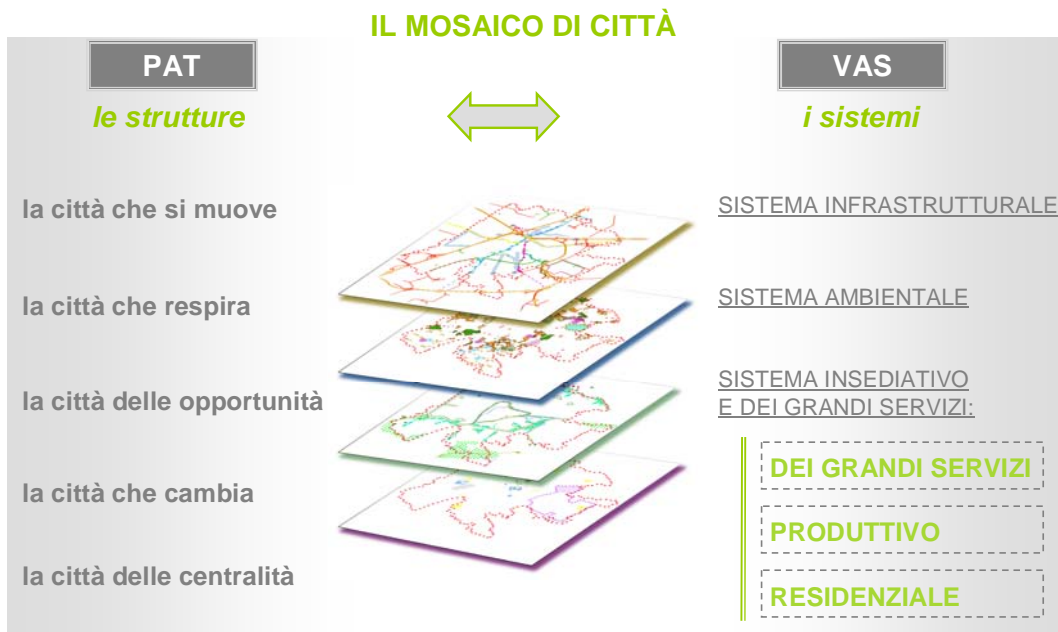 IL MOSAICO DI CITTÀ
PAT
le strutture
la città che si muove
la città che respira
la città delle opportunità
la città che cambia
la città delle centralità
VAS
i sistemi
SISTEMA INFRASTRUTTURALE
SISTEMA AMBIENTALE
SISTEMA INSEDIATIVO
E DEI GRANDI SERVIZI:
DEI GRANDI SERVIZI
PRODUTTIVO
RESIDENZIALE